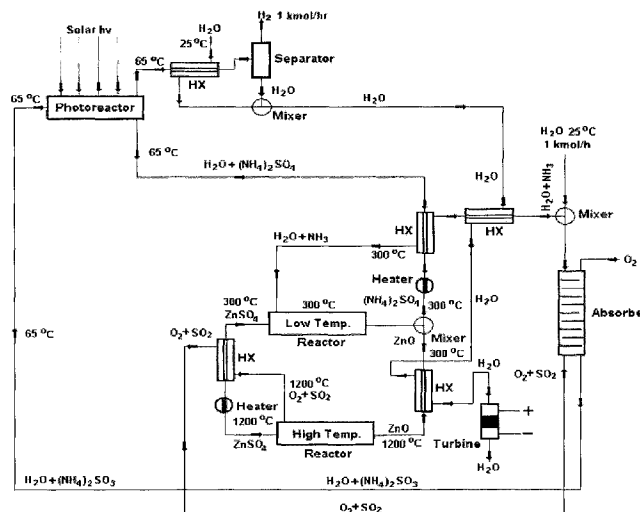 H₂ 1 kmol/hr
H₂O
25 °C
Solar hv
65 °C
Separator
HX
65 °C
Photoreactor
H₂O
Mixer
H₂O
H₂O 25 °C
1 kmol/h
65 °C
H₂O + (NH₄)₂SO₄
H₂O
H₂O+NH₃
Mixer
HX
HX
H₂O+NH₃
300 °C
O₂
Heater
(NH₄)₂SO₄
300 °C
H₂O
300 °C
ZnSO₄
300 °C
Low Temp.
Reactor
Absorbe
65 °C
O₂+SO₂
ZnO
Mixer
300 °C
HX
H₂O
O₂+SO₂
1200 °C
O₂+SO₂
HX
Heater
1200 °C
ZnSO₄
High Temp.
Reactor
ZnO
1200 °C
+
−
Turbine
H₂O
H₂O + (NH₄)₂SO₃
H₂O+(NH₄)₂SO₃
O₂+SO₂